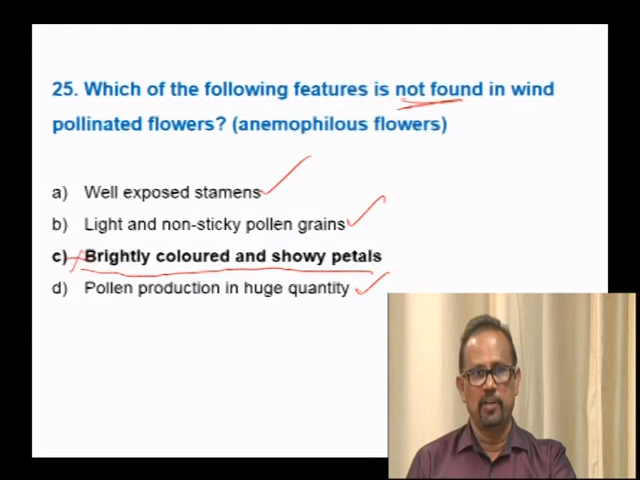 25. Which of the following features is not found in wind
pollinated flowers? (anemophilous flowers)
a) Well exposed stamens
b) Light and non-sticky pollen grains
c) Brightly coloured and showy petals
d) Pollen production in huge quantity